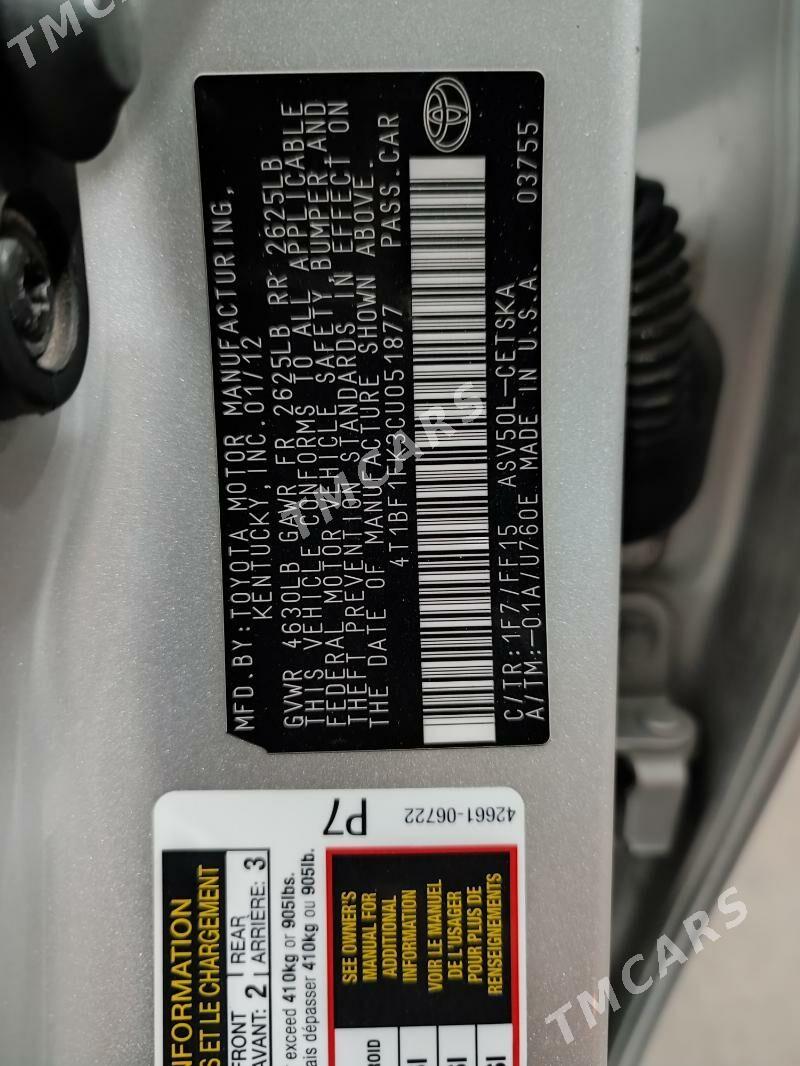 MFD. BY: TOYOTA MOTOR MANUFACTURING,
KENTUCKY, INC. 01/12
GVWR 4630LB GAWR FR 2625LB RR 2625LB
THIS VEHICLE CONFORMS TO ALL APPLICABLE
FEDERAL MOTOR VEHICLE SAFETY, BUMPER, AND
THEFT PREVENTION STANDARDS IN EFFECT ON
THE DATE OF MANUFACTURE SHOWN ABOVE.
4T1BF1FK3CU051877 PASS. CAR
C/TR: 1F7/FF15 ASV50L-CETSKA
A/TM: -01A/U760E MADE IN U.S.A. 03755
P7
42661-06722
INFORMATION
S ET LE CHARGEMENT
FRONT REAR
AVANT: 2 ARRIÈRE: 3
exceed 410kg or 905lbs.
ais dépasser 410kg ou 905lb.
SEE OWNER'S
MANUAL FOR
ADDITIONAL
INFORMATION
VOIR LE MANUEL
DE L'USAGER
POUR PLUS DE
RENSEIGNEMENTS
TMCARS
TMCARS
TMCARS